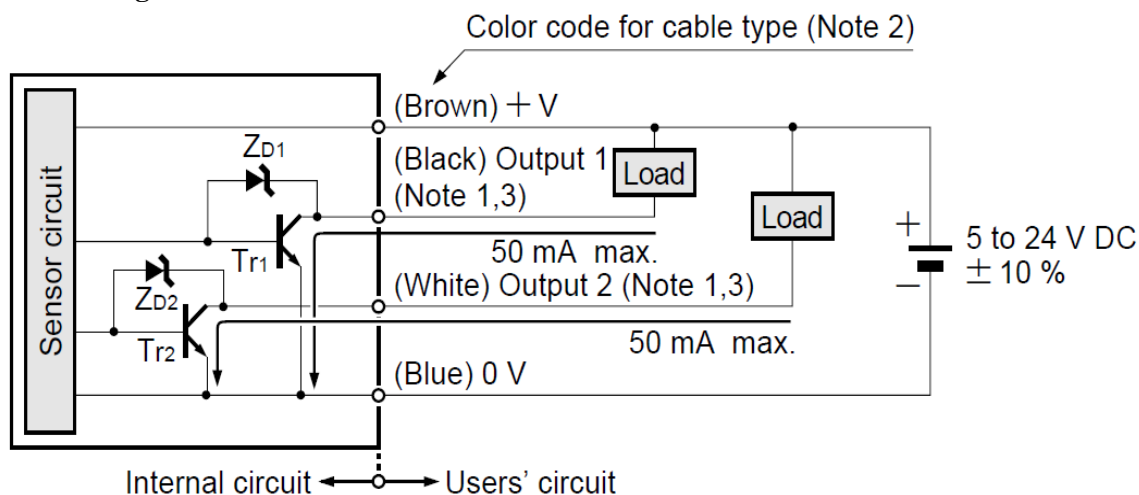 Color code for cable type (Note 2)
(Brown) + V
ZD1
(Black) Output 1
(Note 1,3)
Load
Load
Sensor circuit
Tr1
50 mA max.
+
5 to 24 V DC
− ± 10 %
ZD2
(White) Output 2 (Note 1,3)
Tr2
50 mA max.
(Blue) 0 V
Internal circuit
Users' circuit